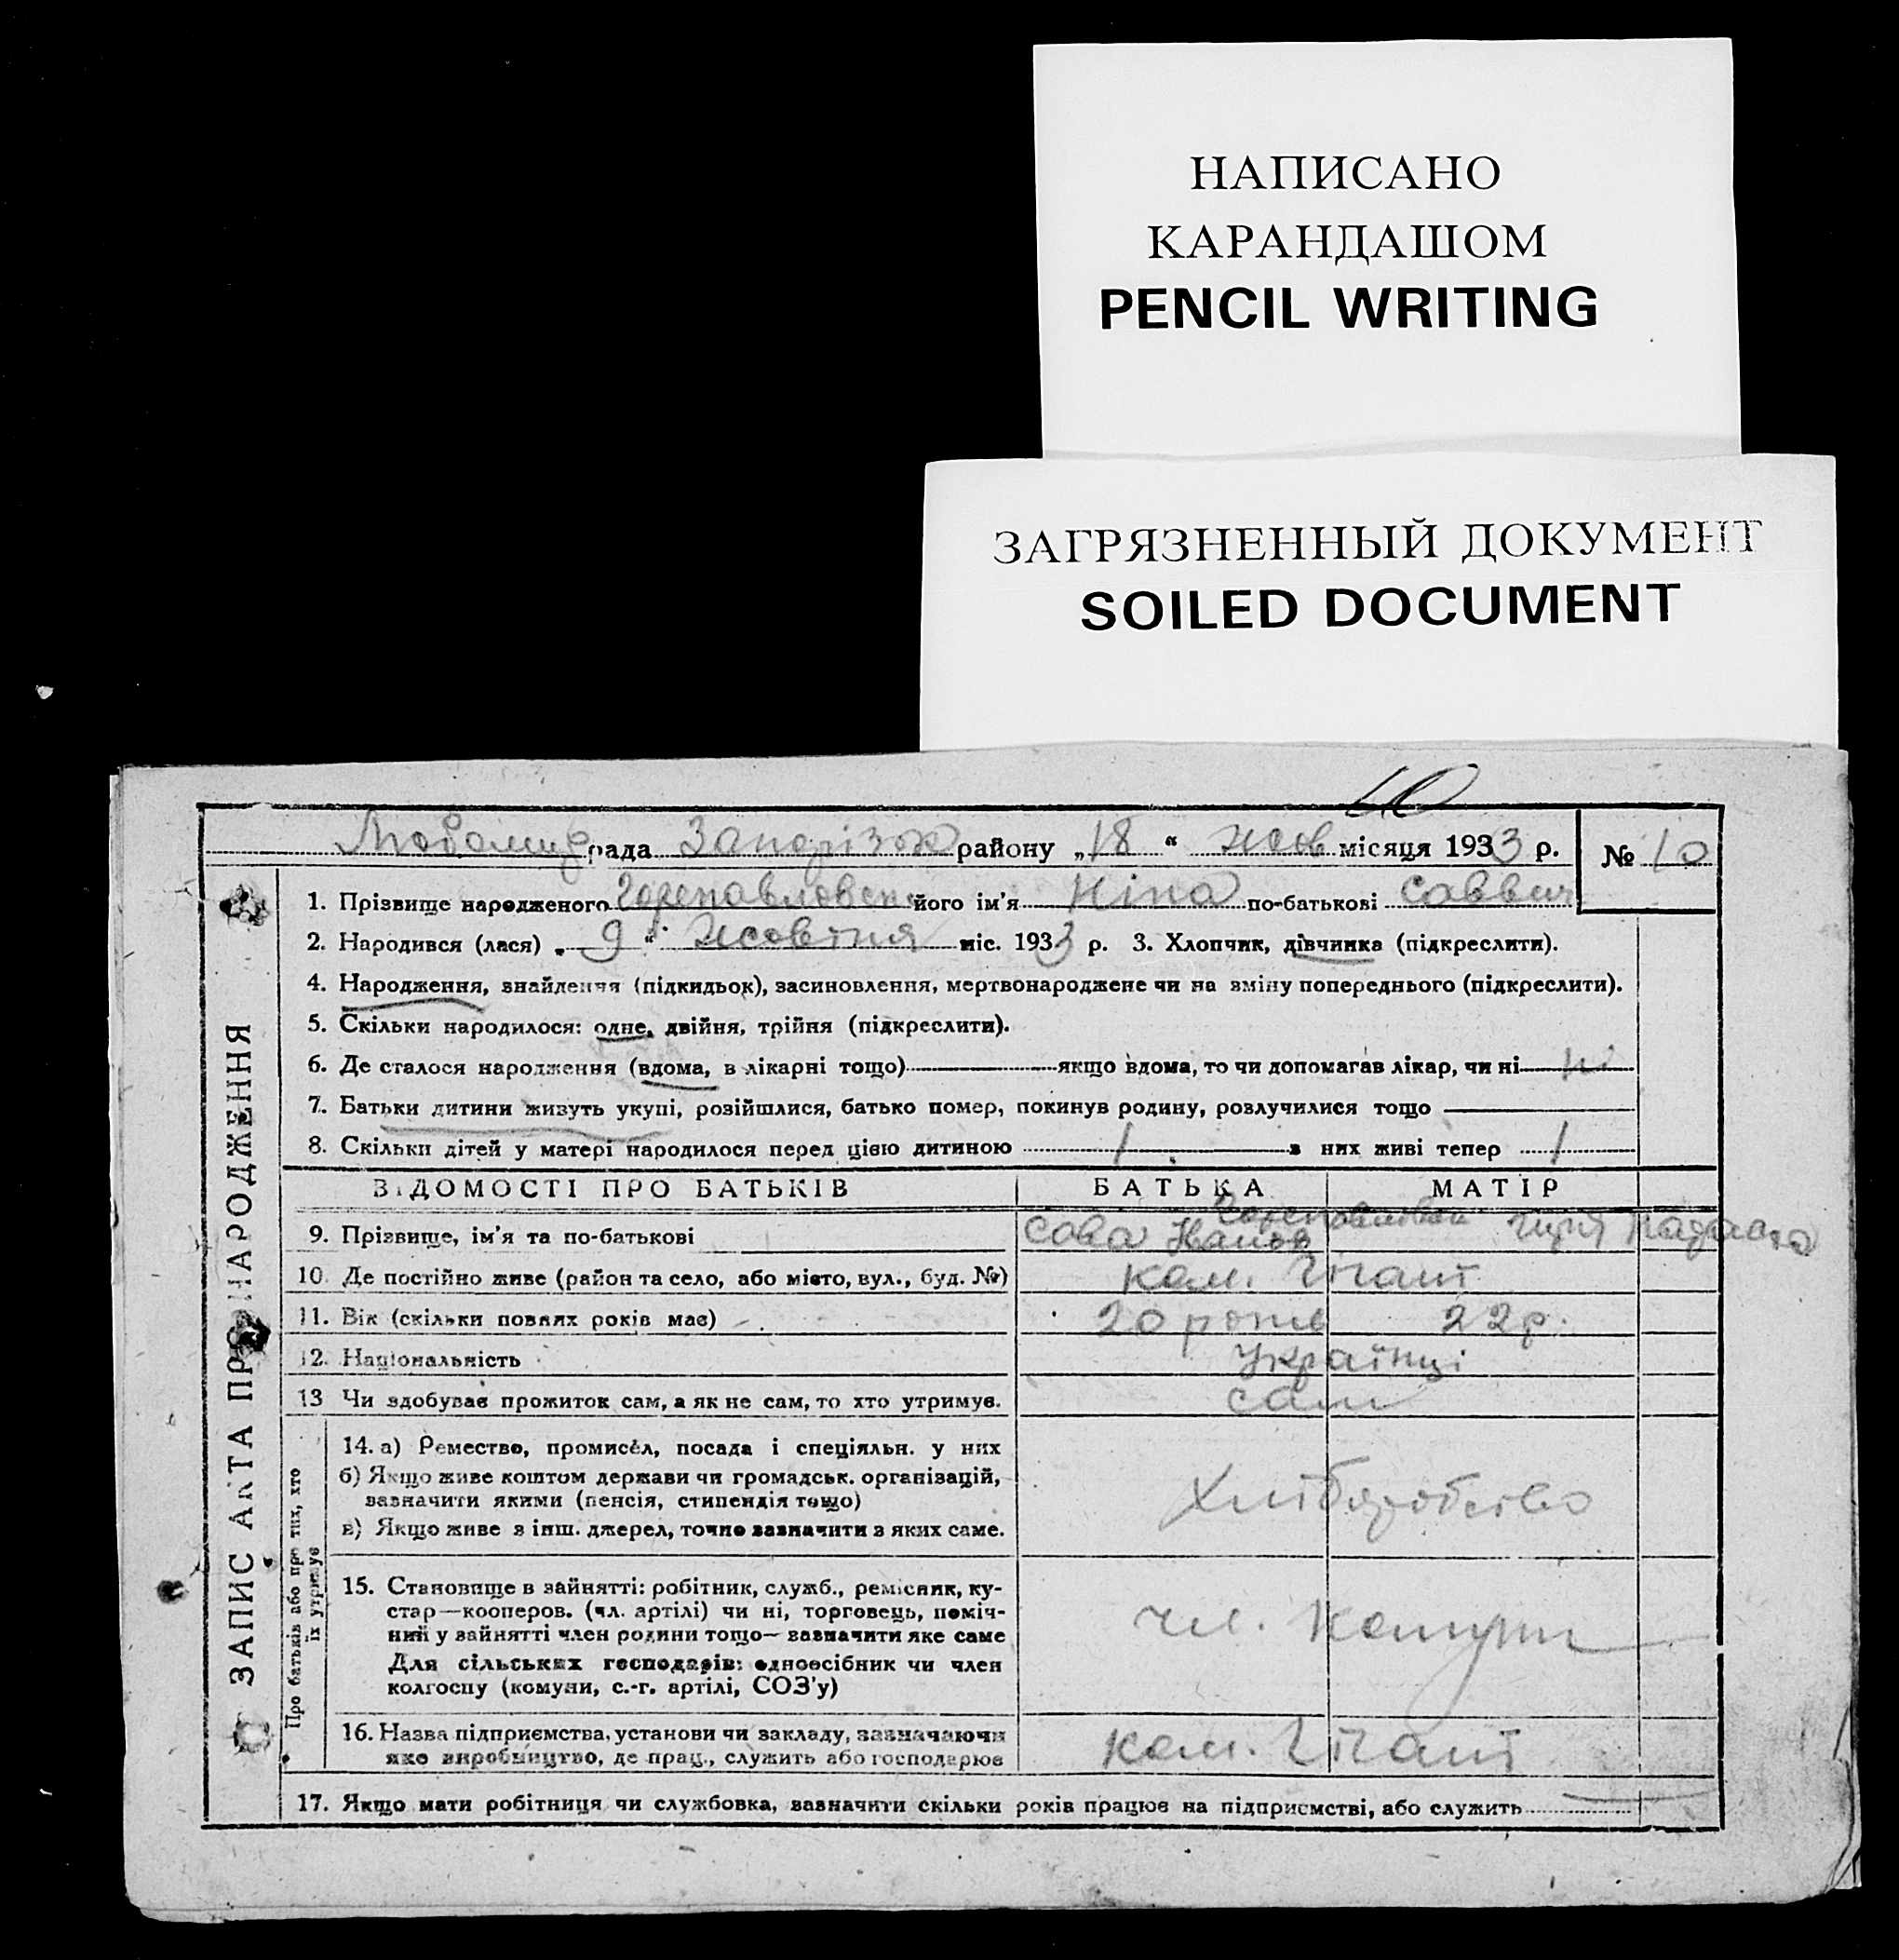 НАПИСАНО
КАРАНДАШОМ
PENCIL WRITING
ЗАГРЯЗНЕННЫЙ ДОКУМЕНТ
SOILED DOCUMENT
10
рада Запорізьк району „18“ жов місяця 1933 р. № 10
1. Прізвище народженого його ім'я Ніна по-батькові Саввич
2. Народився (лася) „9“ жовтня міс. 1933 р. 3. Хлопчик, дівчинка (підкреслити).
4. Народження, знайдення (підкидьок), засиновлення, мертвонароджене чи на зміну попереднього (підкреслити).
5. Скільки народилося: одне, двійня, трійня (підкреслити).
6. Де сталося народження (вдома, в лікарні тощо) якщо вдома, то чи допомагав лікар, чи ні ні
7. Батьки дитини живуть укупі, розійшлися, батько помер, покинув родину, розлучилися тощо
8. Скільки дітей у матері народилося перед цією дитиною 1 з них живі тепер 1
ВІДОМОСТІ ПРО БАТЬКІВ БАТЬКА МАТІР
9. Прізвище, ім'я та по-батькові Сава Іванов
10. Де постійно живе (район та село, або місто, вул., буд. №) ком. Гігант
11. Вік (скільки повних років має) 20 років 22 р.
12. Національність Українці
13 Чи здобуває прожиток сам, а як не сам, то хто утримує. сам
14. а) Ремество, промисел, посада і спеціяльн. у них
б) Якщо живе коштом держави чи громадськ. організацій,
зазначити якими (пенсія, стипендія тощо)
в) Якщо живе з інш. джерел, точно зазначити з яких саме.
Хліборобство
15. Становище в зайнятті: робітник, служб., ремісник, ку-
стар—кооперов. (чл. артілі) чи ні, торговець, поміч-
ний у зайнятті член родини тощо— зазначити яке саме
Для сільських господарів: одноосібник чи член
колгоспу (комуни, с.-г. артілі, СОЗ'у)
чл. комуни
16. Назва підприємства, установи чи закладу, зазначаючи
яке виробництво, де прац., служить або господарює
ком. Гігант
17. Якщо мати робітниця чи службовка, зазначити скільки років працює на підприємстві, або служить
ЗАПИС АКТА ПРО НАРОДЖЕННЯ
Про батьків або про тих, хто
їх утримує